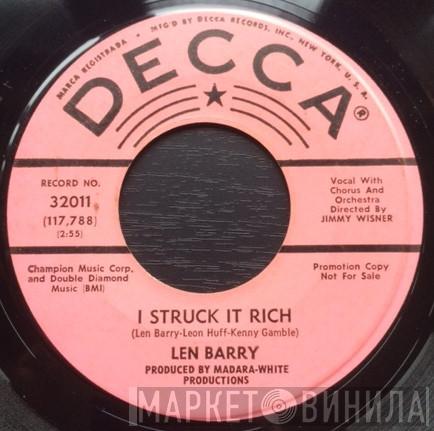 MARCA REGISTRADA • MF'G BY DECCA RECORDS, INC., NEW YORK, U.S.A.
DECCA®
RECORD NO.
32011
(117,788)
(2:55)
Vocal With
Chorus And
Orchestra
Directed By
JIMMY WISNER
Champion Music Corp.
and Double Diamond
Music (BMI)
Promotion Copy
Not For Sale
I STRUCK IT RICH
(Len Barry-Leon Huff-Kenny Gamble)
LEN BARRY
PRODUCED BY MADARA-WHITE
PRODUCTIONS
МАРКЕТ ВИНИЛА